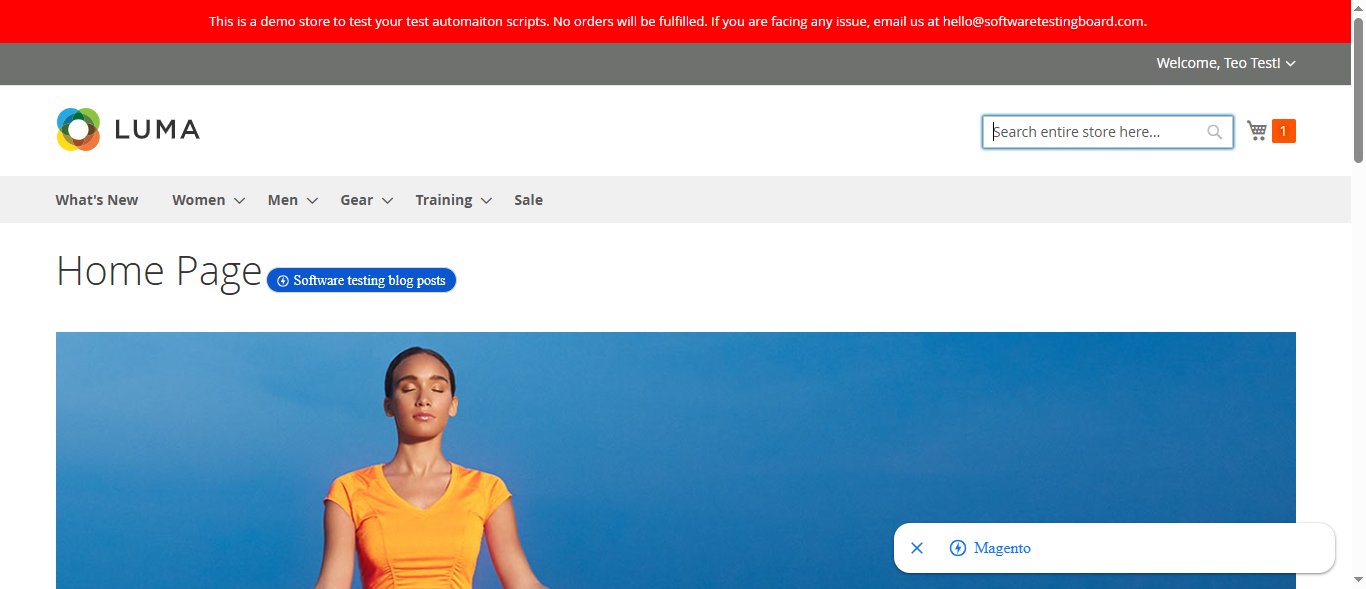 This is a demo store to test your test automaiton scripts. No orders will be fulfilled. If you are facing any issue, email us at hello@softwaretestingboard.com.
Welcome, Teo Test!
LUMA
Search entire store here...
1
What's New Women Men Gear Training Sale
Home Page
Software testing blog posts
Magento